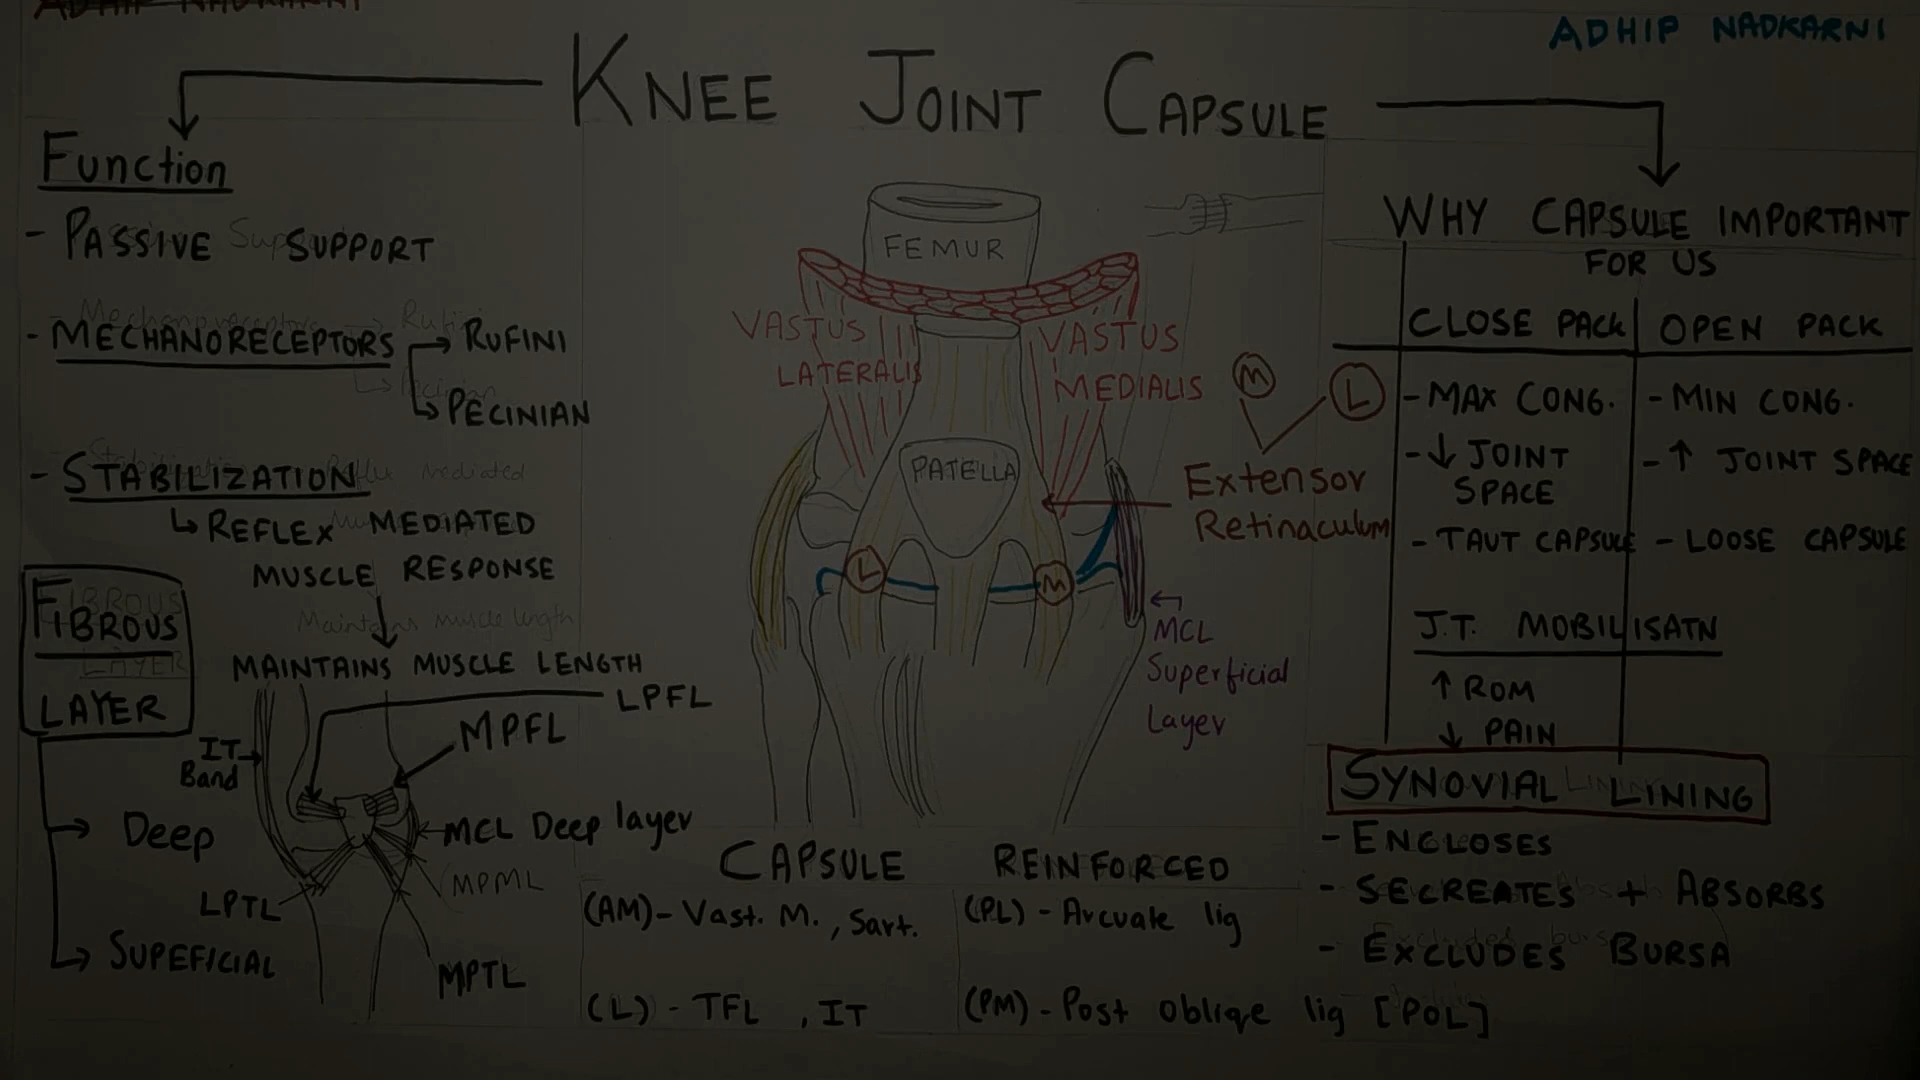 ADHIP NADKARNI
ADHIP NADKARNI
KNEE JOINT CAPSULE
Function
- PASSIVE SUPPORT
- MECHANORECEPTORS → RUFINI
↳ PECINIAN
- STABILIZATION
↳ REFLEX MEDIATED
MUSCLE RESPONSE
MAINTAINS MUSCLE LENGTH
FIBROUS
LAYER
Deep
SUPEFICIAL
LPFL
MPFL
IT
Band
MCL Deep layer
MPML
LPTL
MPTL
FEMUR
VASTUS
LATERALIS
VASTUS
MEDIALIS
PATELLA
M
L
Extensor
Retinaculum
L
M
MCL
Superficial
Layer
CAPSULE REINFORCED
(AM) - Vast. M. , Sart.
(PL) - Arcuate lig
(L) - TFL , IT
(PM) - Post Obliqe lig [POL]
WHY CAPSULE IMPORTANT
FOR US
CLOSE PACK
- MAX CONG.
- ↓ JOINT
SPACE
- TAUT CAPSULE
OPEN PACK
- MIN CONG.
- ↑ JOINT SPACE
- LOOSE CAPSULE
J.T. MOBILISATN
↑ ROM
↓ PAIN
SYNOVIAL LINING
- ENCLOSES
- SECREATES + ABSORBS
- EXCLUDES BURSA